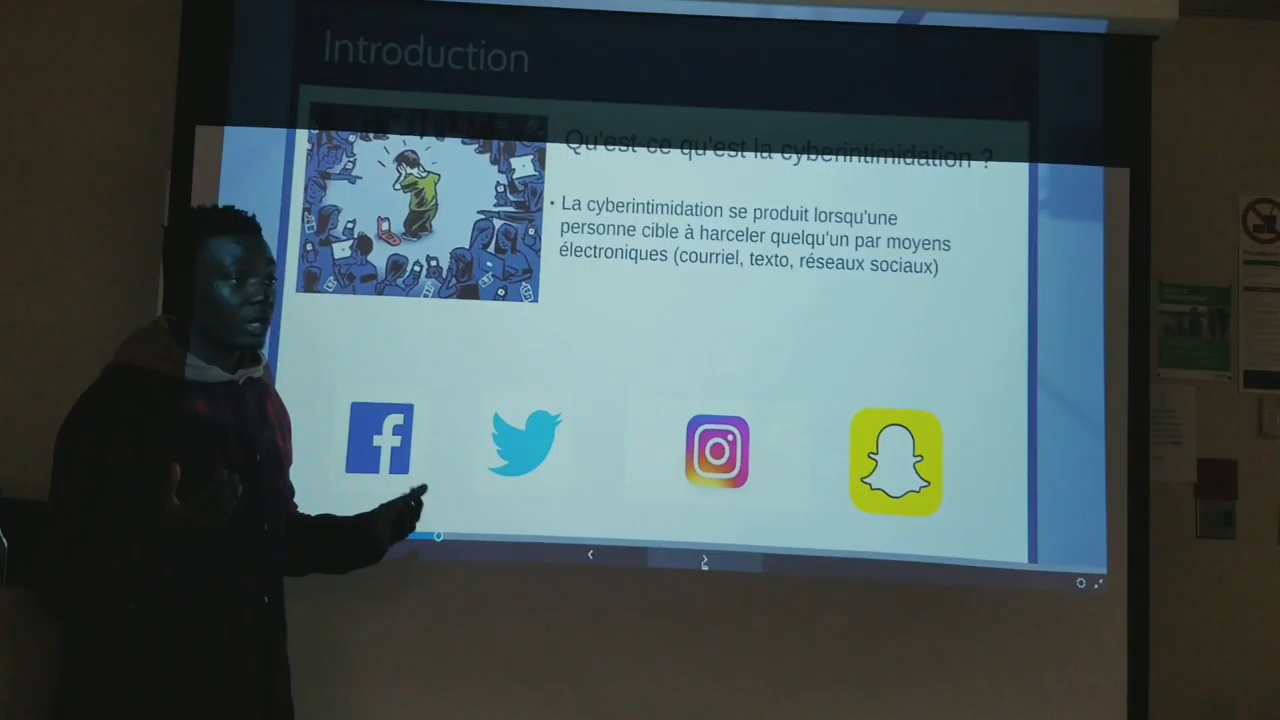 Introduction
Qu'est ce qu'est la cyberintimidation ?
• La cyberintimidation se produit lorsqu'une
personne cible à harceler quelqu'un par moyens
électroniques (courriel, texto, réseaux sociaux)